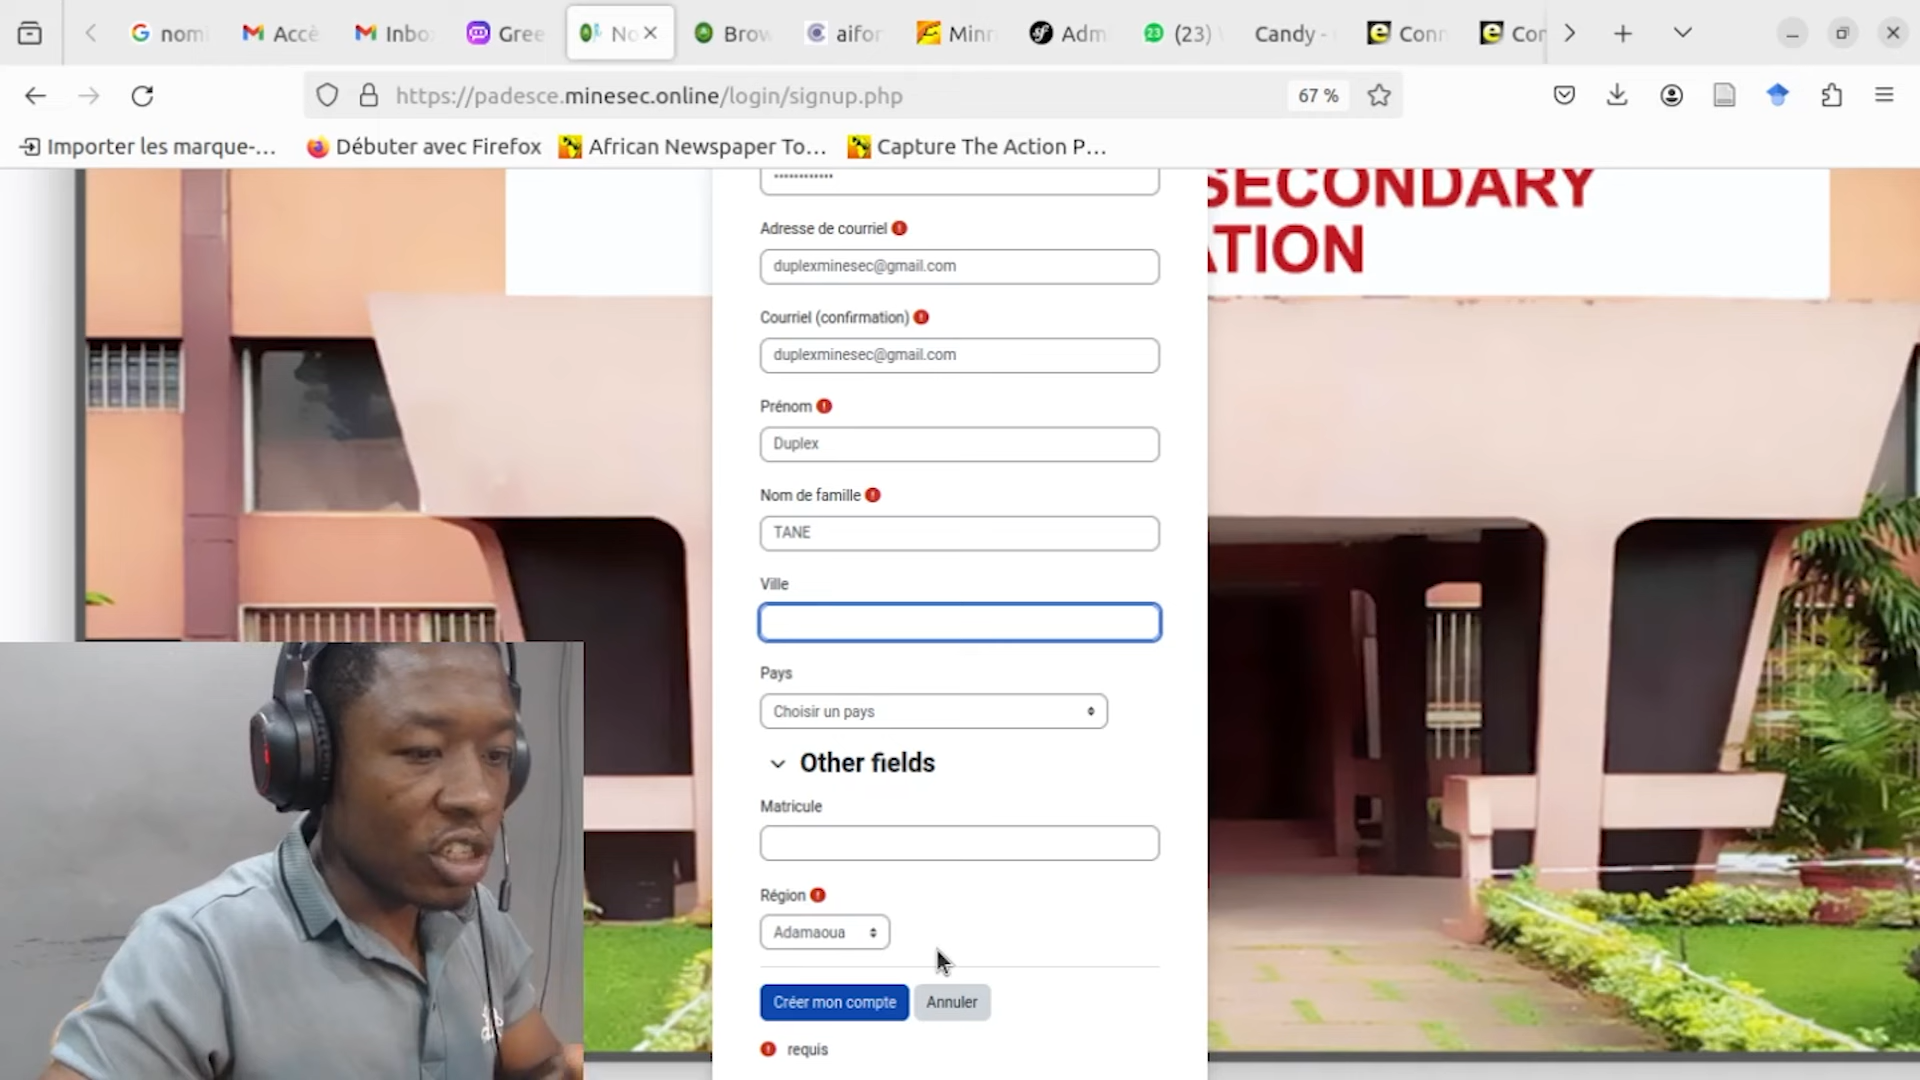 nomi
Accè
Inbo
Gree
No
Brow
aifor
Minr
Adm
(23)
Candy -
Conn
Con
https://padesce.minesec.online/login/signup.php
67 %
Importer les marque-...
Débuter avec Firefox
African Newspaper To...
Capture The Action P...
SECONDARY
ATION
Adresse de courriel
duplexminesec@gmail.com
Courriel (confirmation)
duplexminesec@gmail.com
Prénom
Duplex
Nom de famille
TANE
Ville
Pays
Choisir un pays
Other fields
Matricule
Région
Adamaoua
Créer mon compte
Annuler
requis